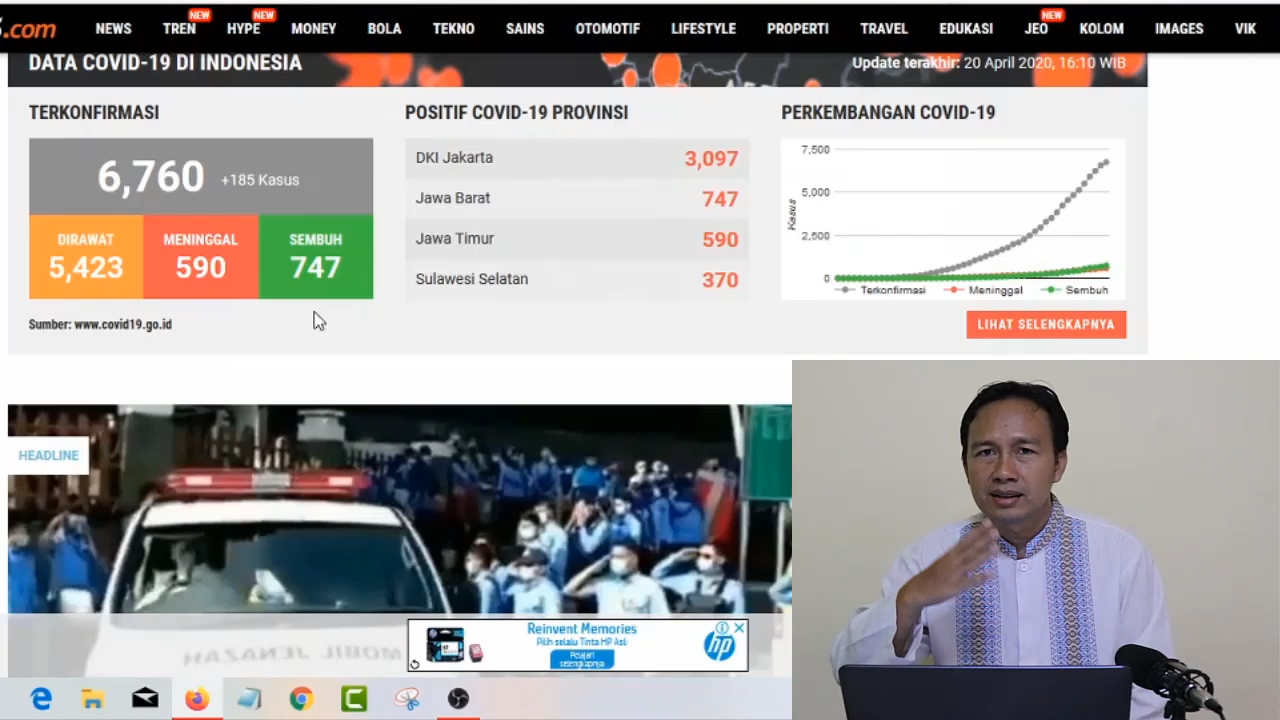 .com
NEWS TREN NEW HYPE NEW MONEY BOLA TEKNO SAINS OTOMOTIF LIFESTYLE PROPERTI TRAVEL EDUKASI JEO NEW KOLOM IMAGES VIK
DATA COVID-19 DI INDONESIA
Update terakhir: 20 April 2020, 16:10 WIB
TERKONFIRMASI
6,760 +185 Kasus
DIRAWAT
5,423
MENINGGAL
590
SEMBUH
747
Sumber: www.covid19.go.id
POSITIF COVID-19 PROVINSI
DKI Jakarta 3,097
Jawa Barat 747
Jawa Timur 590
Sulawesi Selatan 370
PERKEMBANGAN COVID-19
7,500
5,000
2,500
0
Kasus
Terkonfirmasi Meninggal Sembuh
LIHAT SELENGKAPNYA
HEADLINE
MOBIL JENAZAH
Reinvent Memories
Pilih selalu Tinta HP Asli
Pelajari
selengkapnya
hp